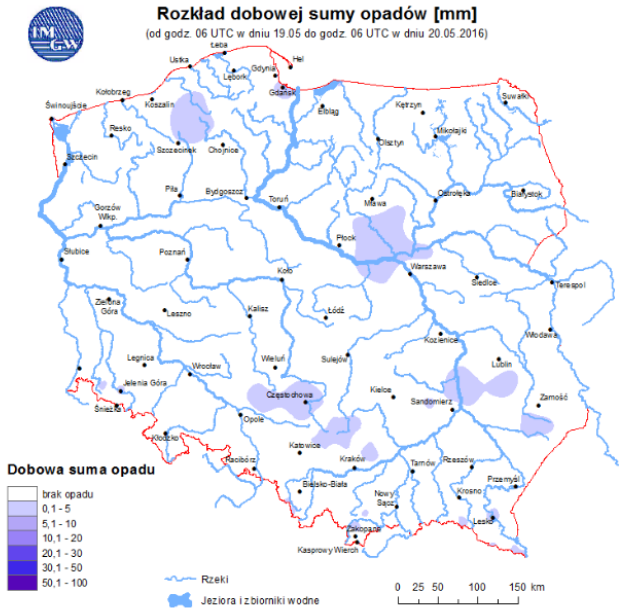 IM
GW
Rozkład dobowej sumy opadów [mm]
(od godz. 06 UTC w dniu 19.05 do godz. 06 UTC w dniu 20.05.2016)
Łeba
Hel
Ustka
Gdynia
Lębork
Gdańsk
Kołobrzeg
Koszalin
Świnoujście
Elbląg
Kętrzyn
Suwałki
Resko
Mikołajki
Olsztyn
Szczecinek
Chojnice
Szczecin
Piła
Bydgoszcz
Toruń
Mława
Ostrołęka
Białystok
Gorzów
Wlkp.
Płock
Słubice
Poznań
Koło
Warszawa
Siedlce
Terespol
Zielona
Góra
Leszno
Kalisz
Łódź
Kozienice
Włodawa
Legnica
Wrocław
Wieluń
Sulejów
Lublin
Jelenia Góra
Śnieżka
Częstochowa
Kielce
Sandomierz
Zamość
Opole
Kłodzko
Katowice
Racibórz
Kraków
Tarnów
Rzeszów
Przemyśl
Bielsko-Biała
Nowy
Sącz
Krosno
Lesko
Zakopane
Kasprowy Wierch
Dobowa suma opadu
brak opadu
0,1 - 5
5,1 - 10
10,1 - 20
20,1 - 30
30,1 - 50
50,1 - 100
Rzeki
Jeziora i zbiorniki wodne
0 25 50 100 150 km